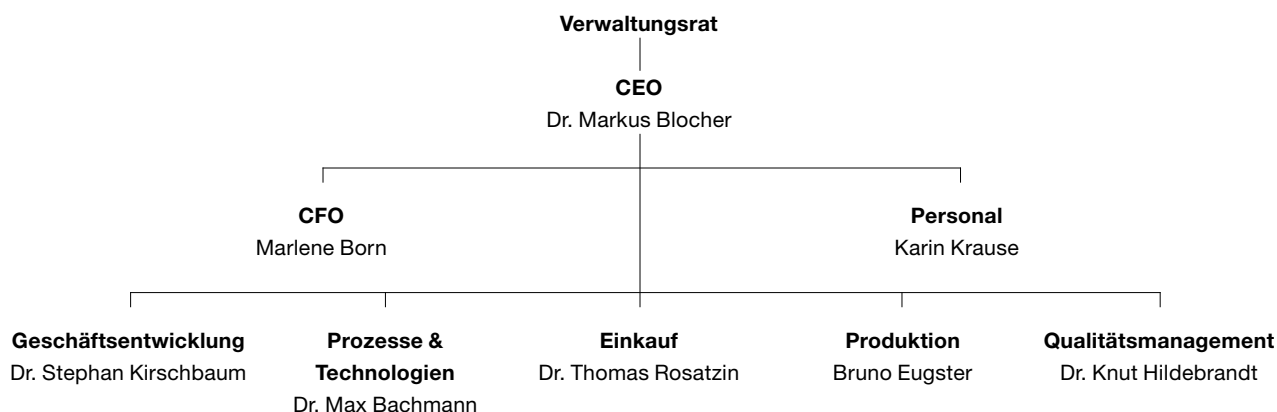 Verwaltungsrat
CEO
Dr. Markus Blocher
CFO
Marlene Born
Personal
Karin Krause
Geschäftsentwicklung
Dr. Stephan Kirschbaum
Prozesse &
Technologien
Dr. Max Bachmann
Einkauf
Dr. Thomas Rosatzin
Produktion
Bruno Eugster
Qualitätsmanagement
Dr. Knut Hildebrandt